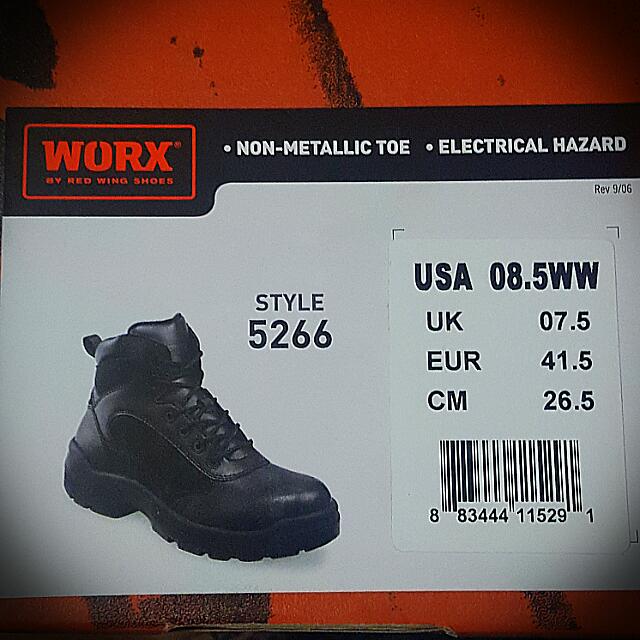 WORX®
BY RED WING SHOES
• NON-METALLIC TOE • ELECTRICAL HAZARD
Rev 9/06
STYLE
5266
USA 08.5WW
UK 07.5
EUR 41.5
CM 26.5
8 83444 11529 1